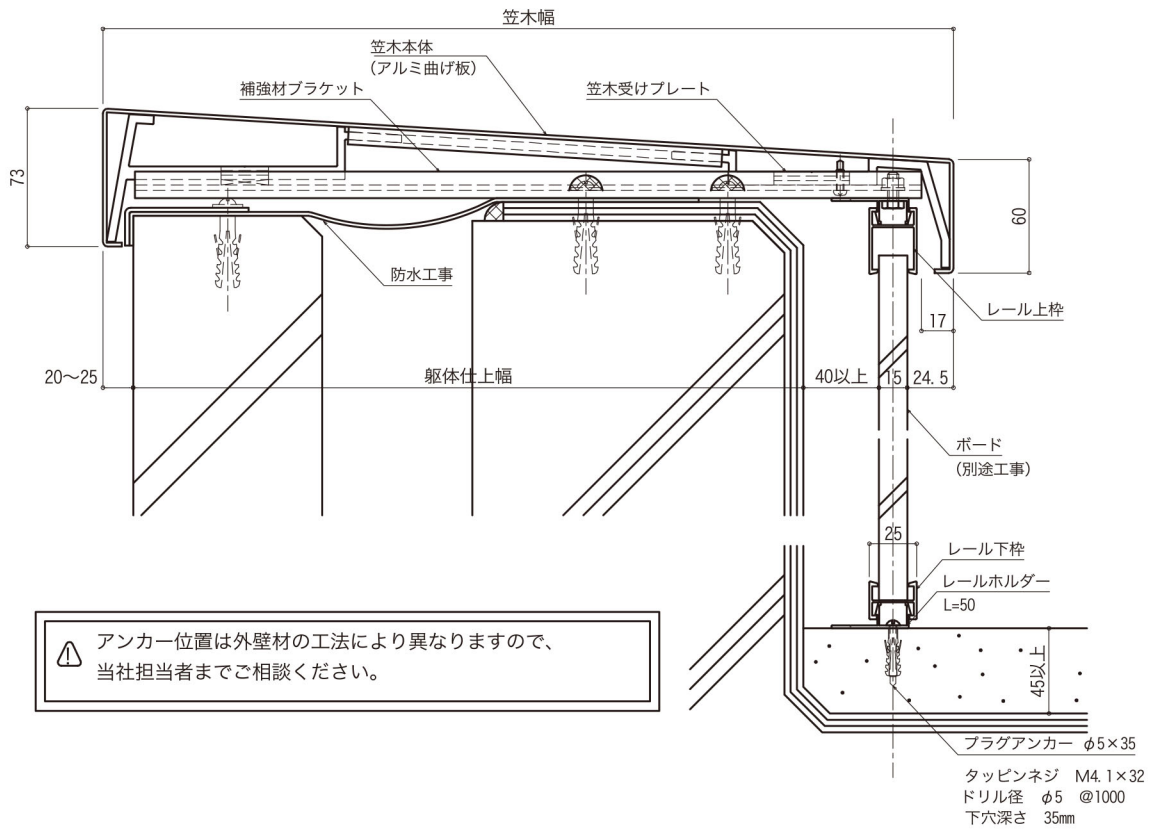 笠木幅
笠木本体
(アルミ曲げ板)
補強材ブラケット
笠木受けプレート
73
60
防水工事
レール上枠
17
20～25
躯体仕上幅
40以上
15
24.5
ボード
(別途工事)
25
レール下枠
レールホルダー
L=50
アンカー位置は外壁材の工法により異なりますので、
当社担当者までご相談ください。
45以上
プラグアンカー φ5×35
タッピンネジ M4.1×32
ドリル径 φ5 @1000
下穴深さ 35mm